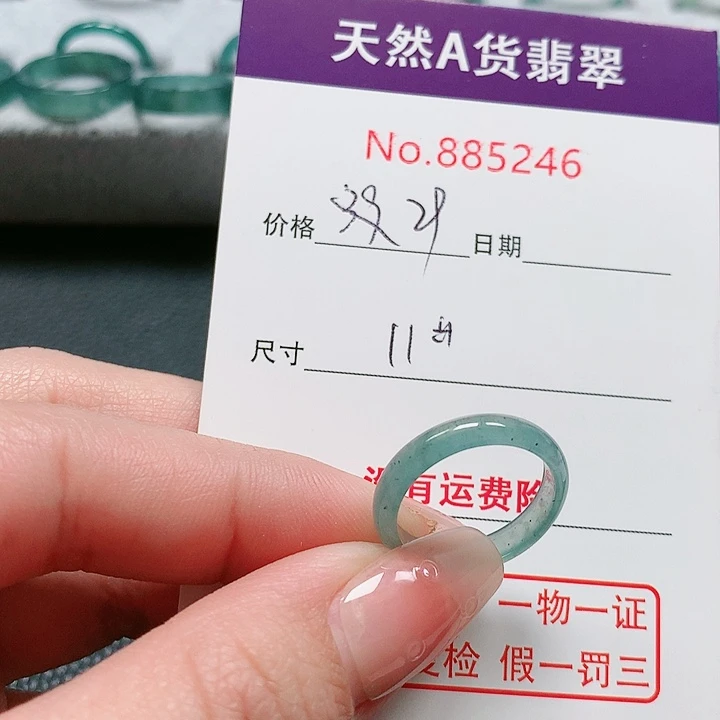 天然A货翡翠
No.885246
价格 日期
尺寸 11
有运费险
一物一证
检 假一罚三